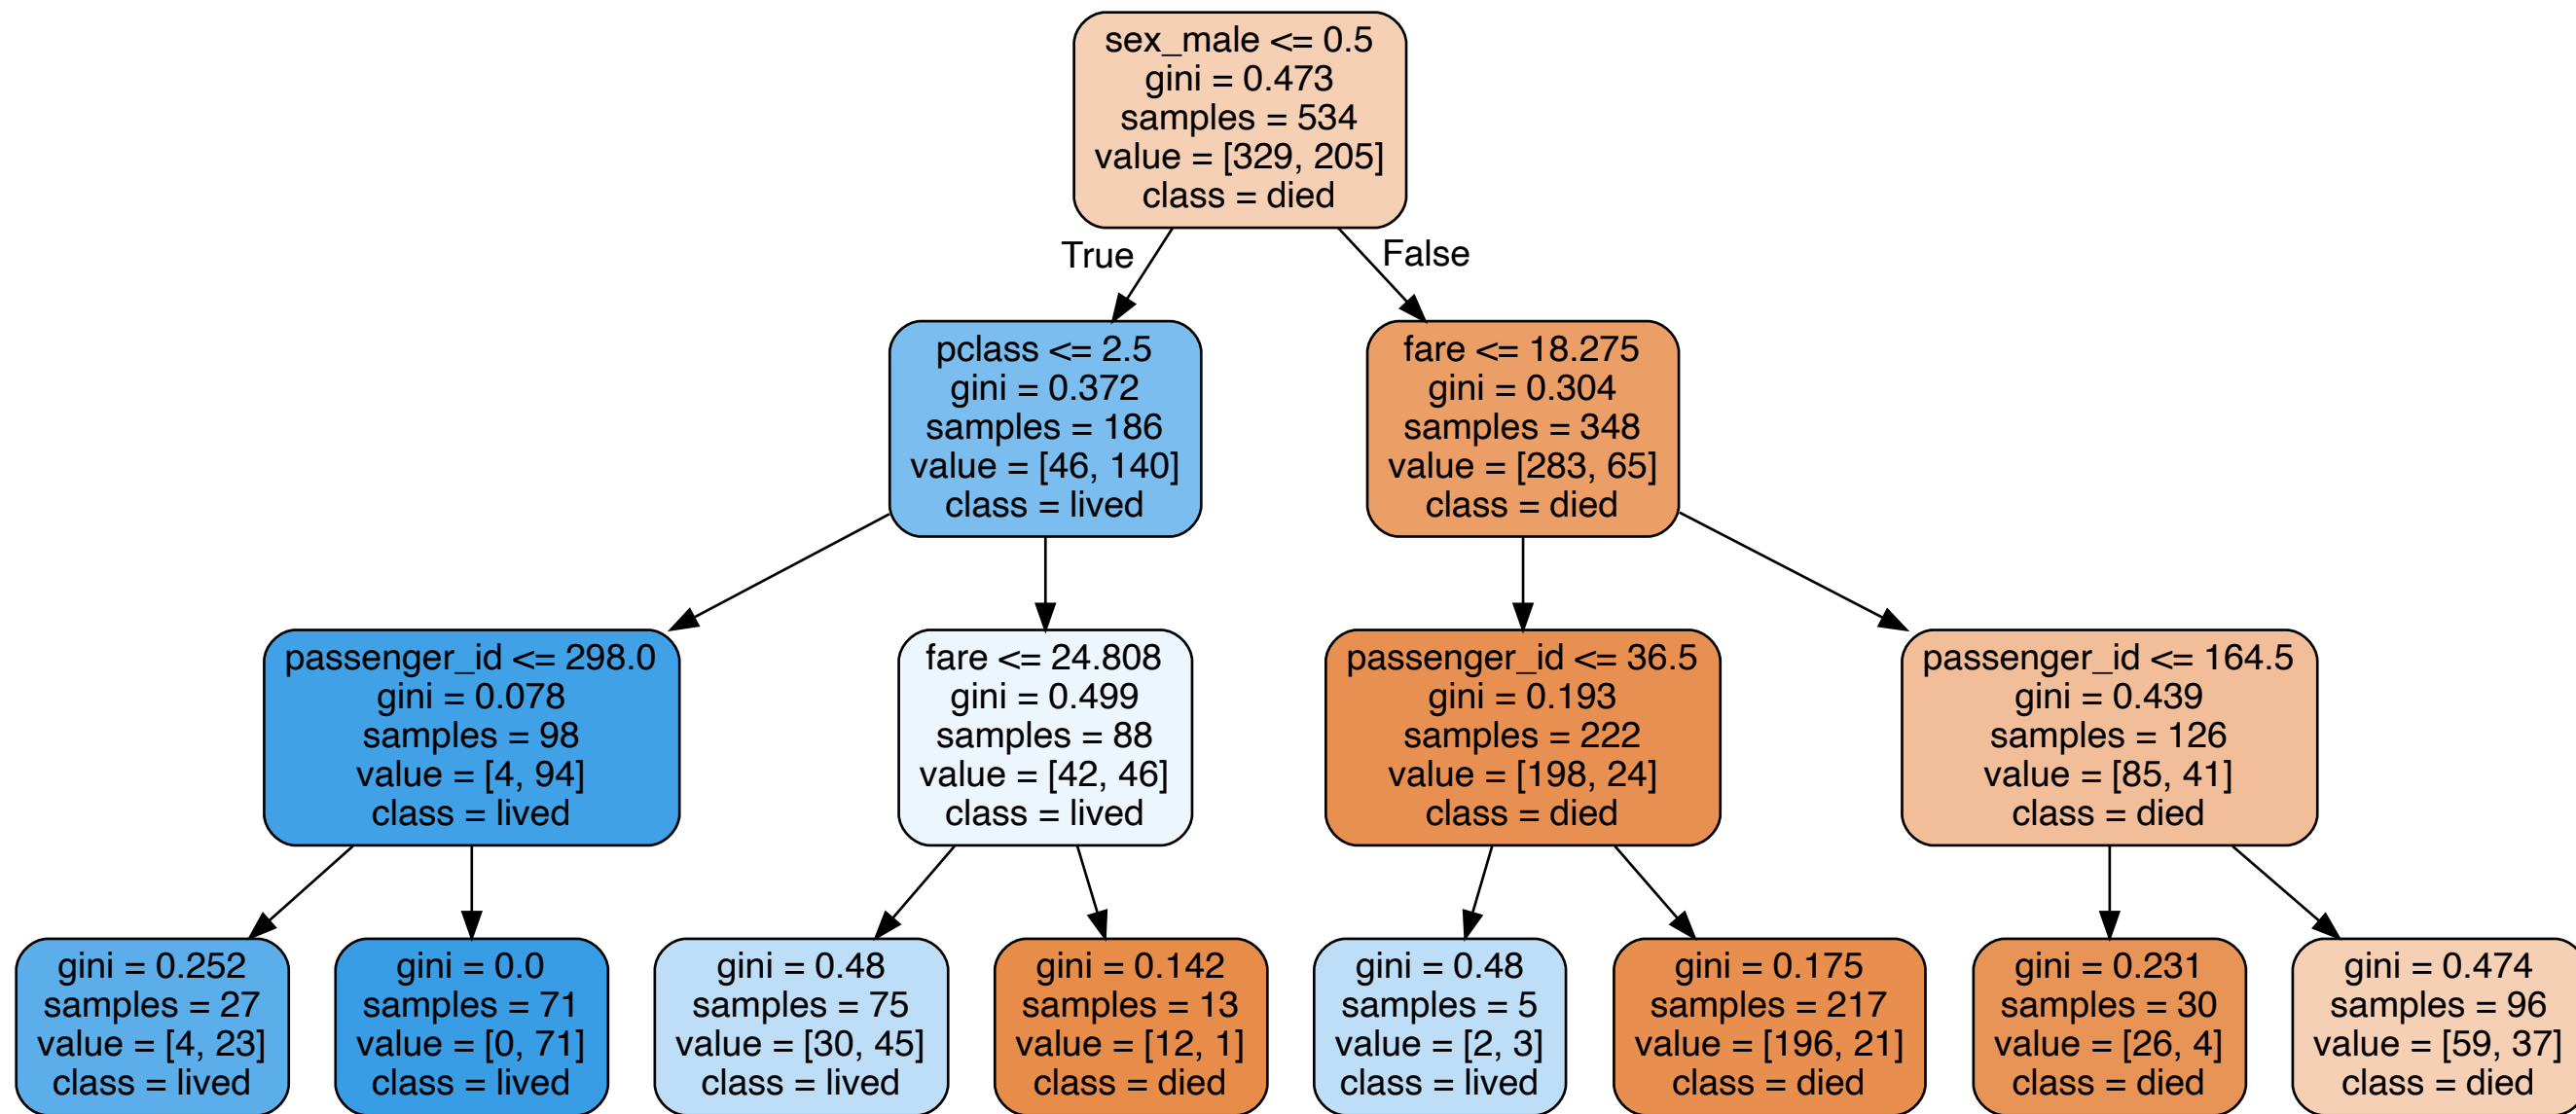 sex_male <= 0.5
gini = 0.473
samples = 534
value = [329, 205]
class = died
True
False
pclass <= 2.5
gini = 0.372
samples = 186
value = [46, 140]
class = lived
fare <= 18.275
gini = 0.304
samples = 348
value = [283, 65]
class = died
passenger_id <= 298.0
gini = 0.078
samples = 98
value = [4, 94]
class = lived
fare <= 24.808
gini = 0.499
samples = 88
value = [42, 46]
class = lived
passenger_id <= 36.5
gini = 0.193
samples = 222
value = [198, 24]
class = died
passenger_id <= 164.5
gini = 0.439
samples = 126
value = [85, 41]
class = died
gini = 0.252
samples = 27
value = [4, 23]
class = lived
gini = 0.0
samples = 71
value = [0, 71]
class = lived
gini = 0.48
samples = 75
value = [30, 45]
class = lived
gini = 0.142
samples = 13
value = [12, 1]
class = died
gini = 0.48
samples = 5
value = [2, 3]
class = lived
gini = 0.175
samples = 217
value = [196, 21]
class = died
gini = 0.231
samples = 30
value = [26, 4]
class = died
gini = 0.474
samples = 96
value = [59, 37]
class = died